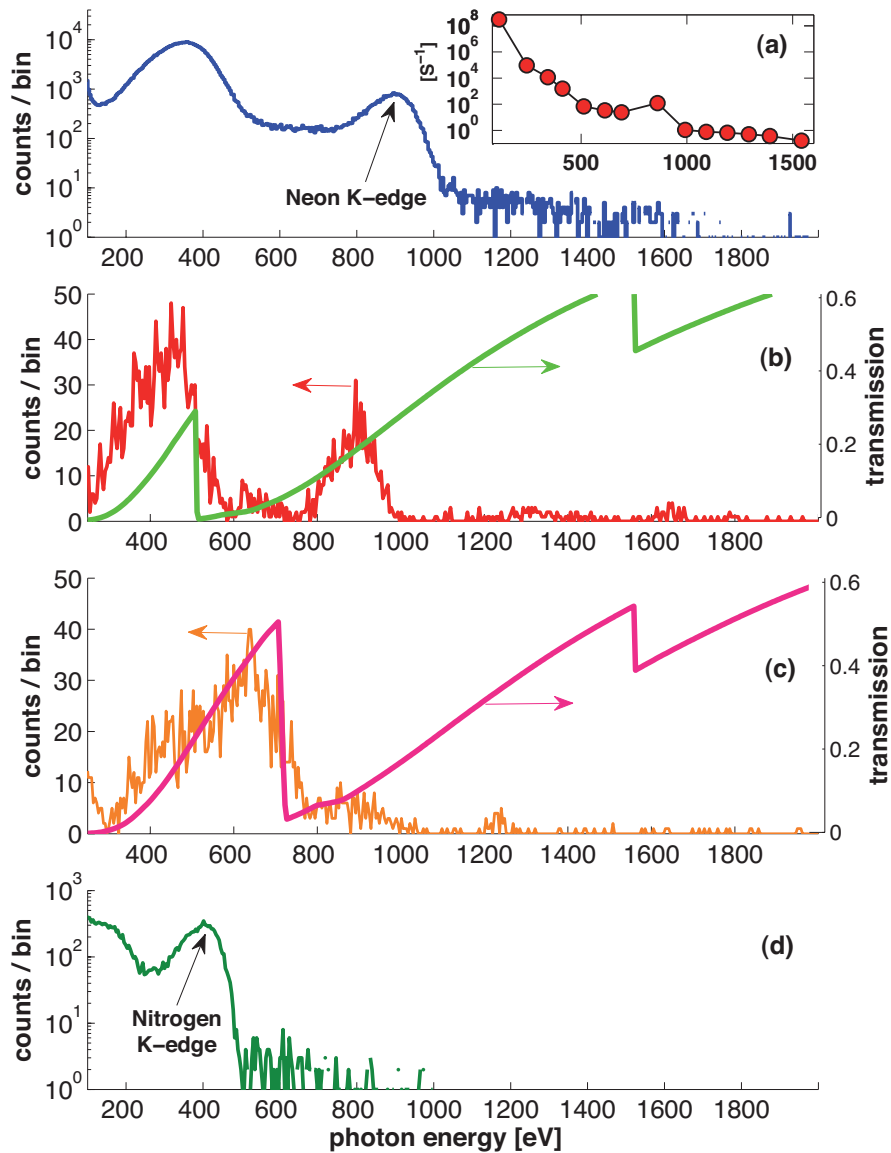 counts / bin
10^4
10^3
10^2
10^1
10^0
200 400 600 800 1000 1200 1400 1600 1800
Neon K−edge
(a)
[s^-1]
10^8
10^6
10^4
10^2
10^0
500 1000 1500
counts / bin
50
40
30
20
10
0
400 600 800 1000 1200 1400 1600 1800
(b)
0.6
0.4
0.2
0
transmission
counts / bin
50
40
30
20
10
0
400 600 800 1000 1200 1400 1600 1800
(c)
0.6
0.4
0.2
0
transmission
counts / bin
10^3
10^2
10^1
10^0
200 400 600 800 1000 1200 1400 1600 1800
Nitrogen
K−edge
(d)
photon energy [eV]